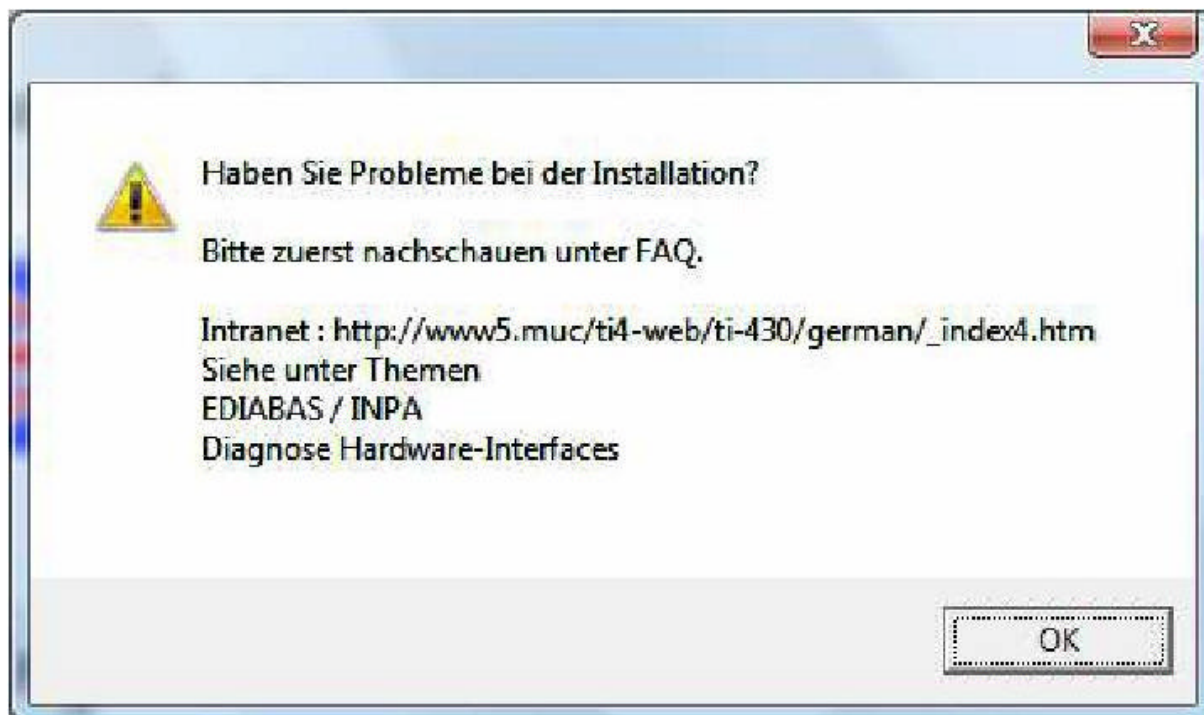 Haben Sie Probleme bei der Installation?
Bitte zuerst nachschauen unter FAQ.
Intranet : http://www5.muc/ti4-web/ti-430/german/_index4.htm
Siehe unter Themen
EDIABAS / INPA
Diagnose Hardware-Interfaces
OK